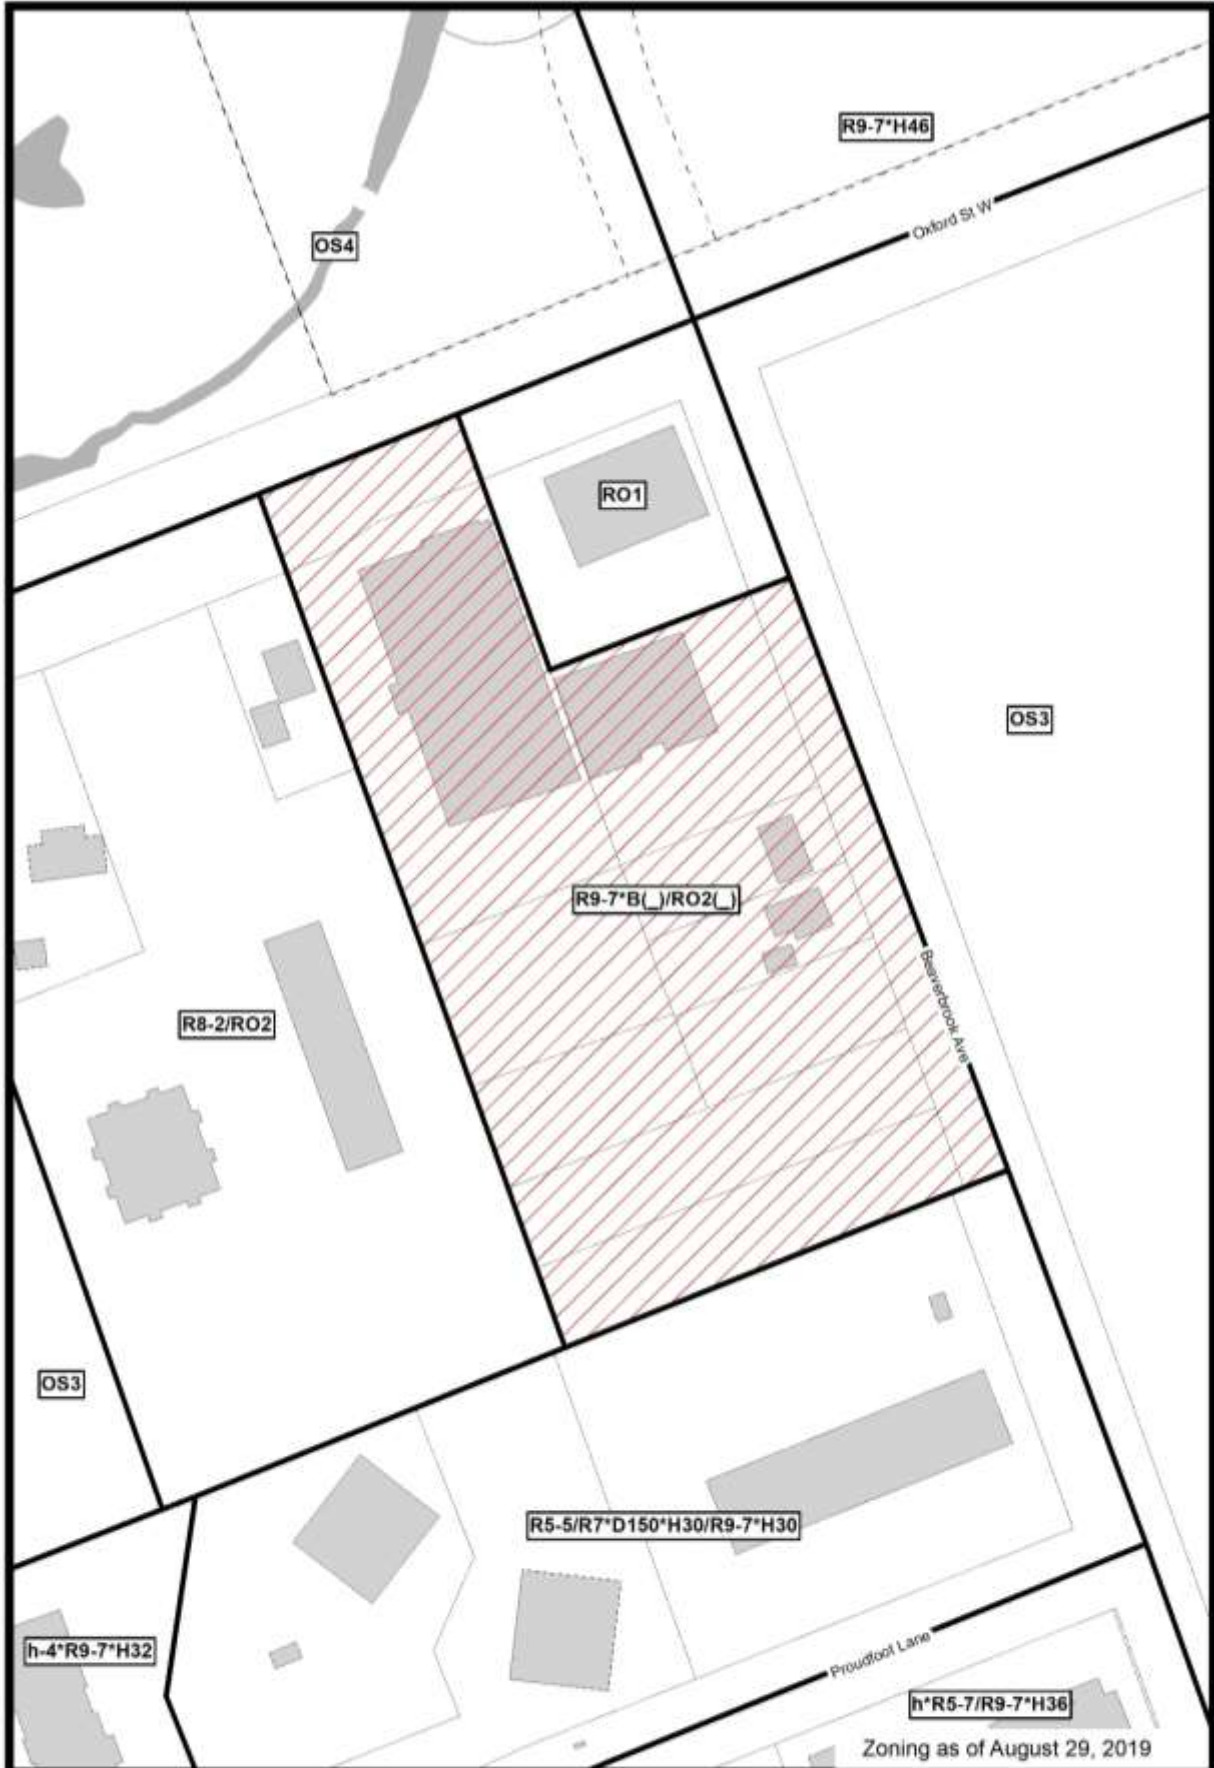 R9-7*H46
Oxford St W
OS4
RO1
OS3
R9-7*B(_)/RO2(_)
Beaverbrook Ave
R8-2/RO2
OS3
R5-5/R7*D150*H30/R9-7*H30
h-4*R9-7*H32
Proudfoot Lane
h*R5-7/R9-7*H36
Zoning as of August 29, 2019